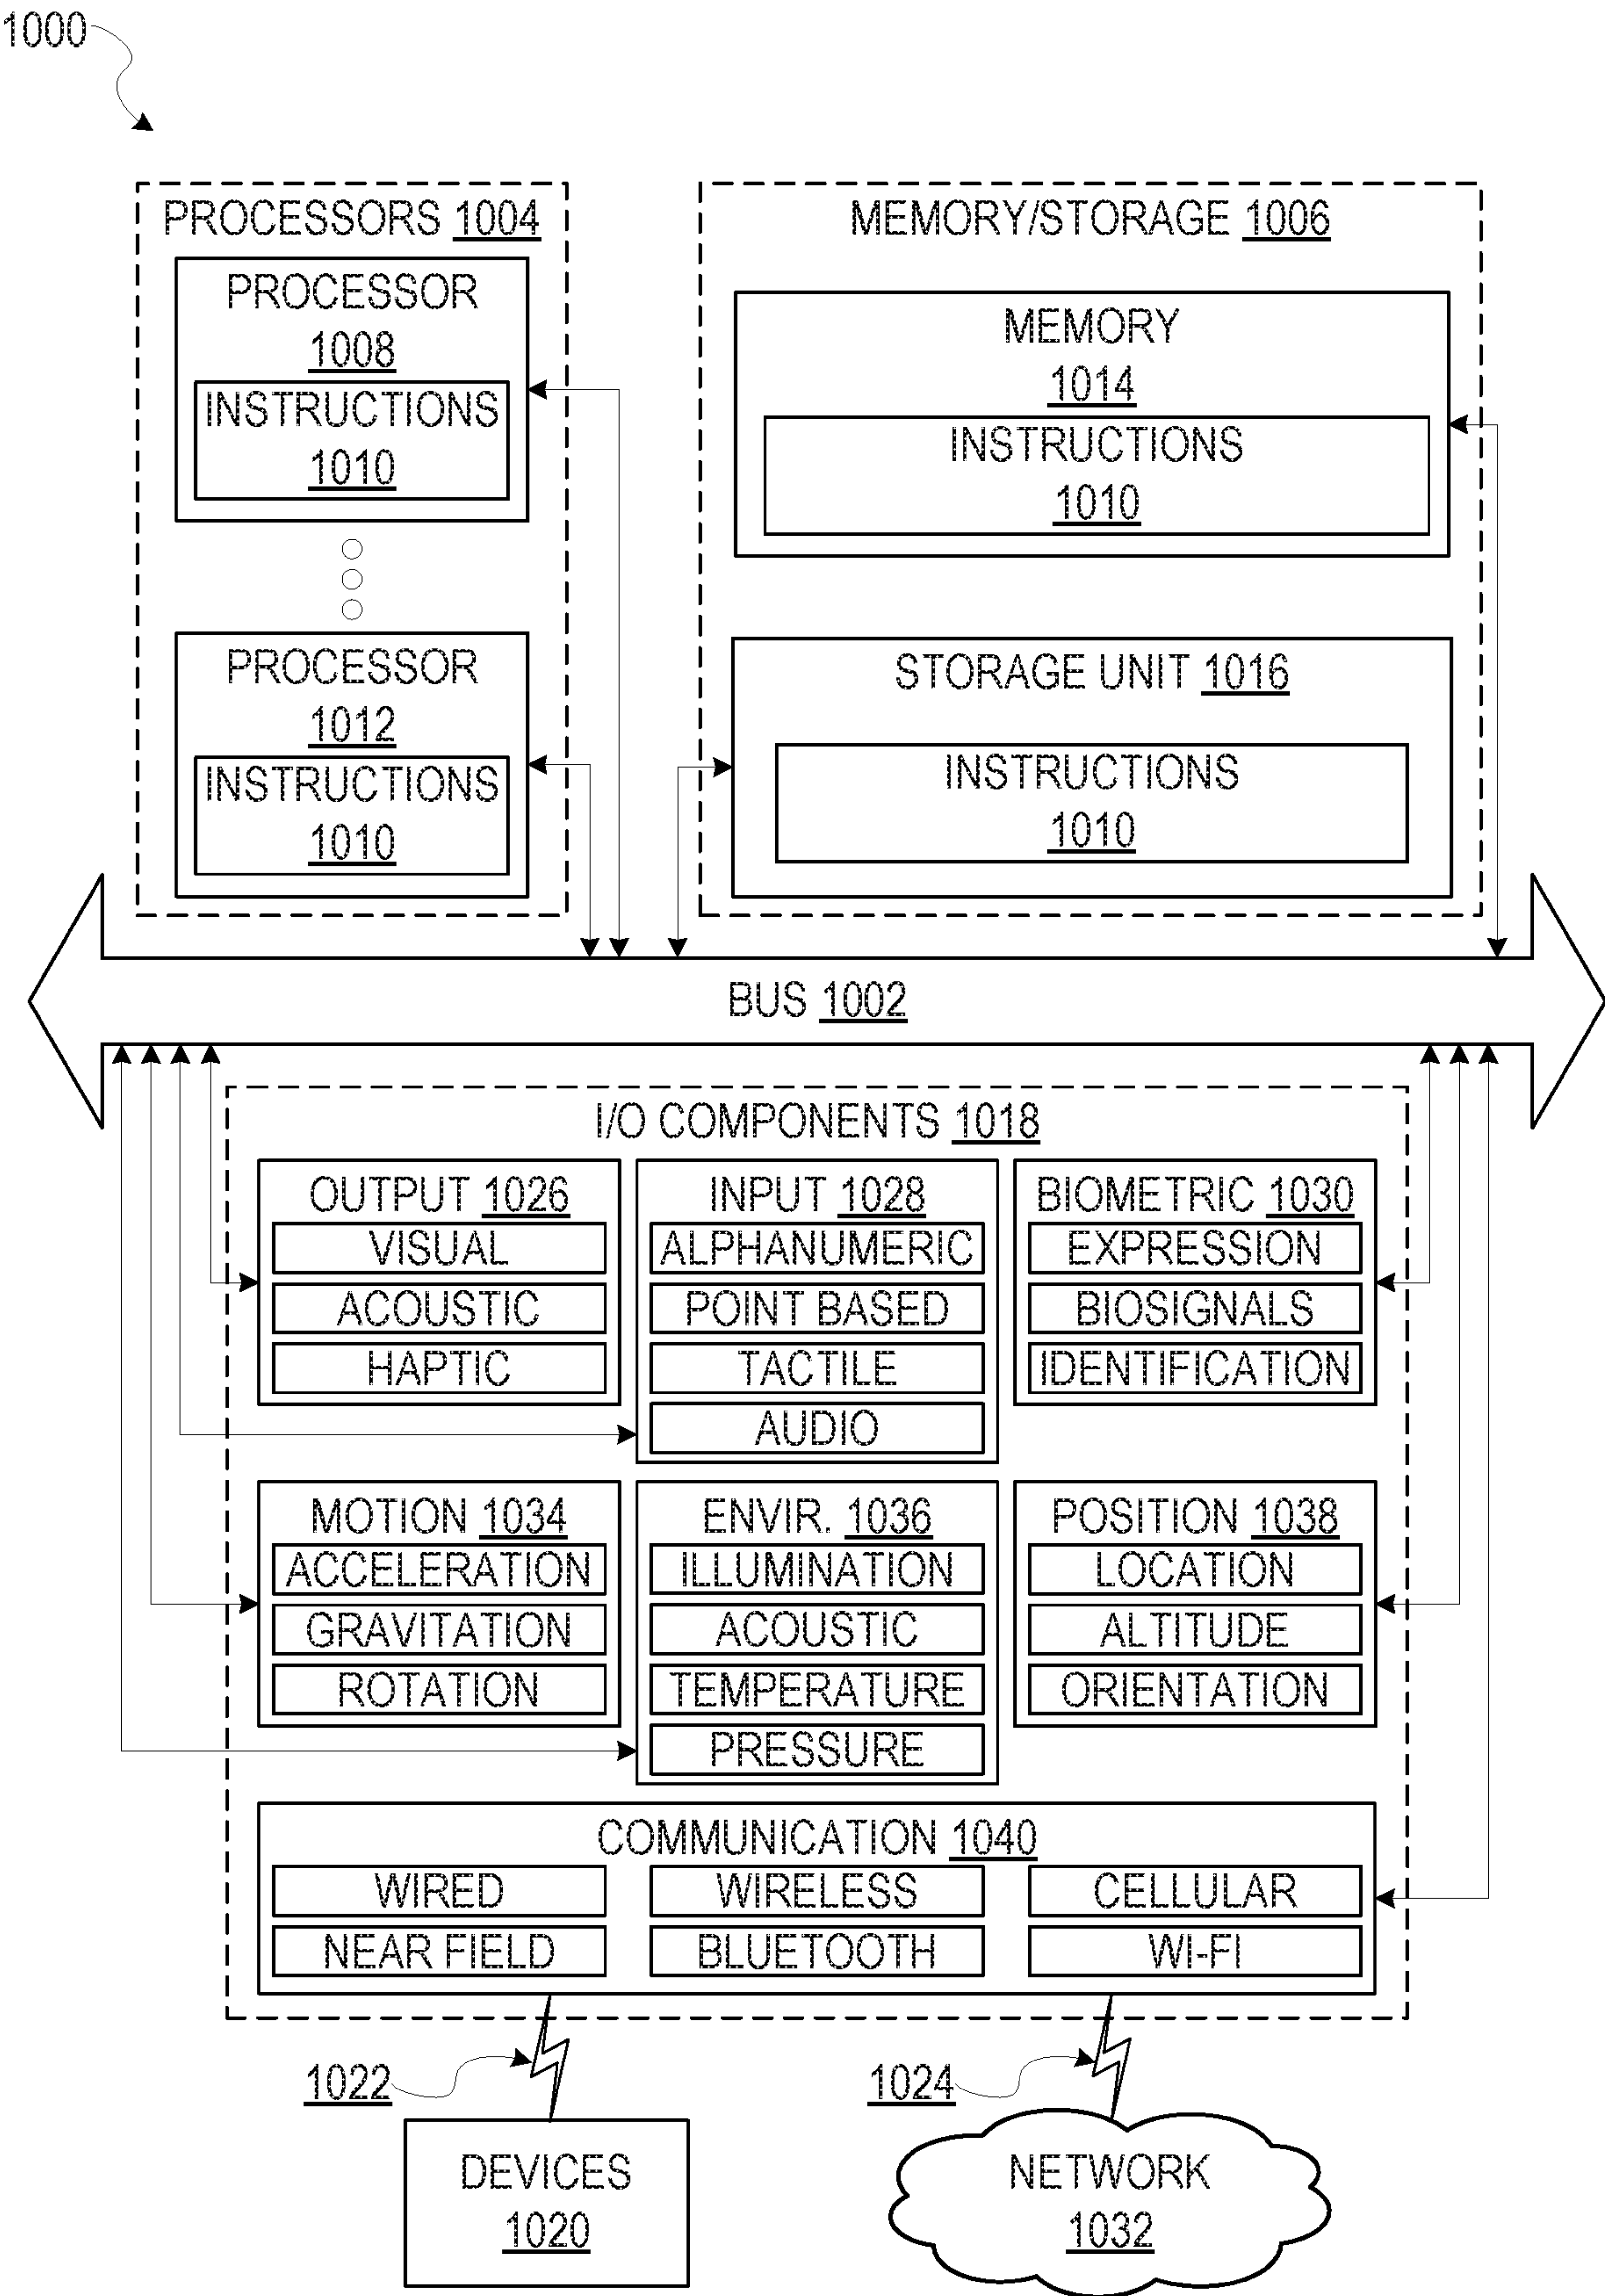 1000
PROCESSORS 1004
PROCESSOR
1008
INSTRUCTIONS
1010
PROCESSOR
1012
INSTRUCTIONS
1010
MEMORY/STORAGE 1006
MEMORY
1014
INSTRUCTIONS
1010
STORAGE UNIT 1016
INSTRUCTIONS
1010
BUS 1002
I/O COMPONENTS 1018
OUTPUT 1026
VISUAL
ACOUSTIC
HAPTIC
INPUT 1028
ALPHANUMERIC
POINT BASED
TACTILE
AUDIO
BIOMETRIC 1030
EXPRESSION
BIOSIGNALS
IDENTIFICATION
MOTION 1034
ACCELERATION
GRAVITATION
ROTATION
ENVIR. 1036
ILLUMINATION
ACOUSTIC
TEMPERATURE
PRESSURE
POSITION 1038
LOCATION
ALTITUDE
ORIENTATION
COMMUNICATION 1040
WIRED
WIRELESS
CELLULAR
NEAR FIELD
BLUETOOTH
WI-FI
1022
1024
DEVICES
1020
NETWORK
1032